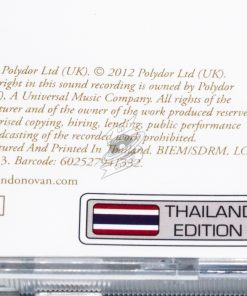 Polydor Ltd (UK). © 2012 Polydor Ltd (UK).
right in this sound recording is owned by Polydor
). A Universal Music Company. All rights of the
turer and of the owner of the work produced reserved.
rised copying, hiring, lending, public performance
dcasting of the recorded work prohibited.
tured And Printed In Thailand. BIEM/SDRM. LC
3. Barcode:
ndonovan.com
THAILAND
EDITION